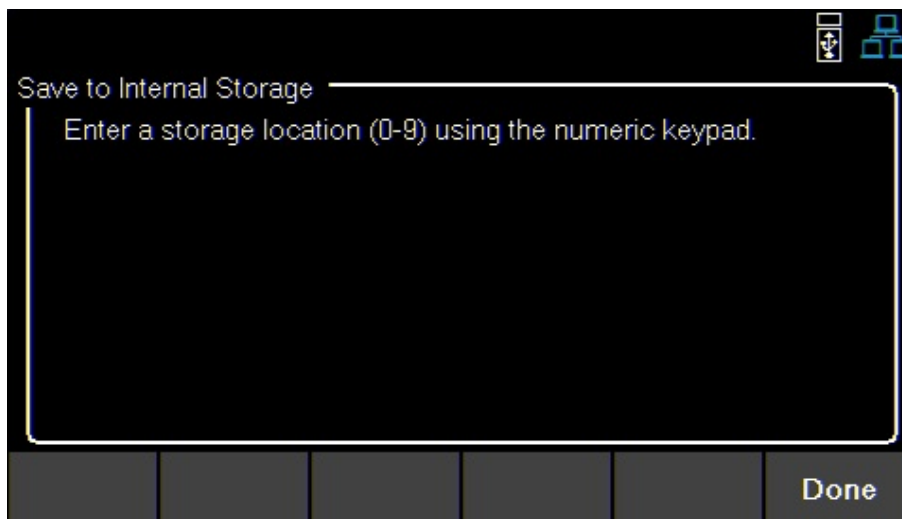 Save to Internal Storage
Enter a storage location (0-9) using the numeric keypad.
Done